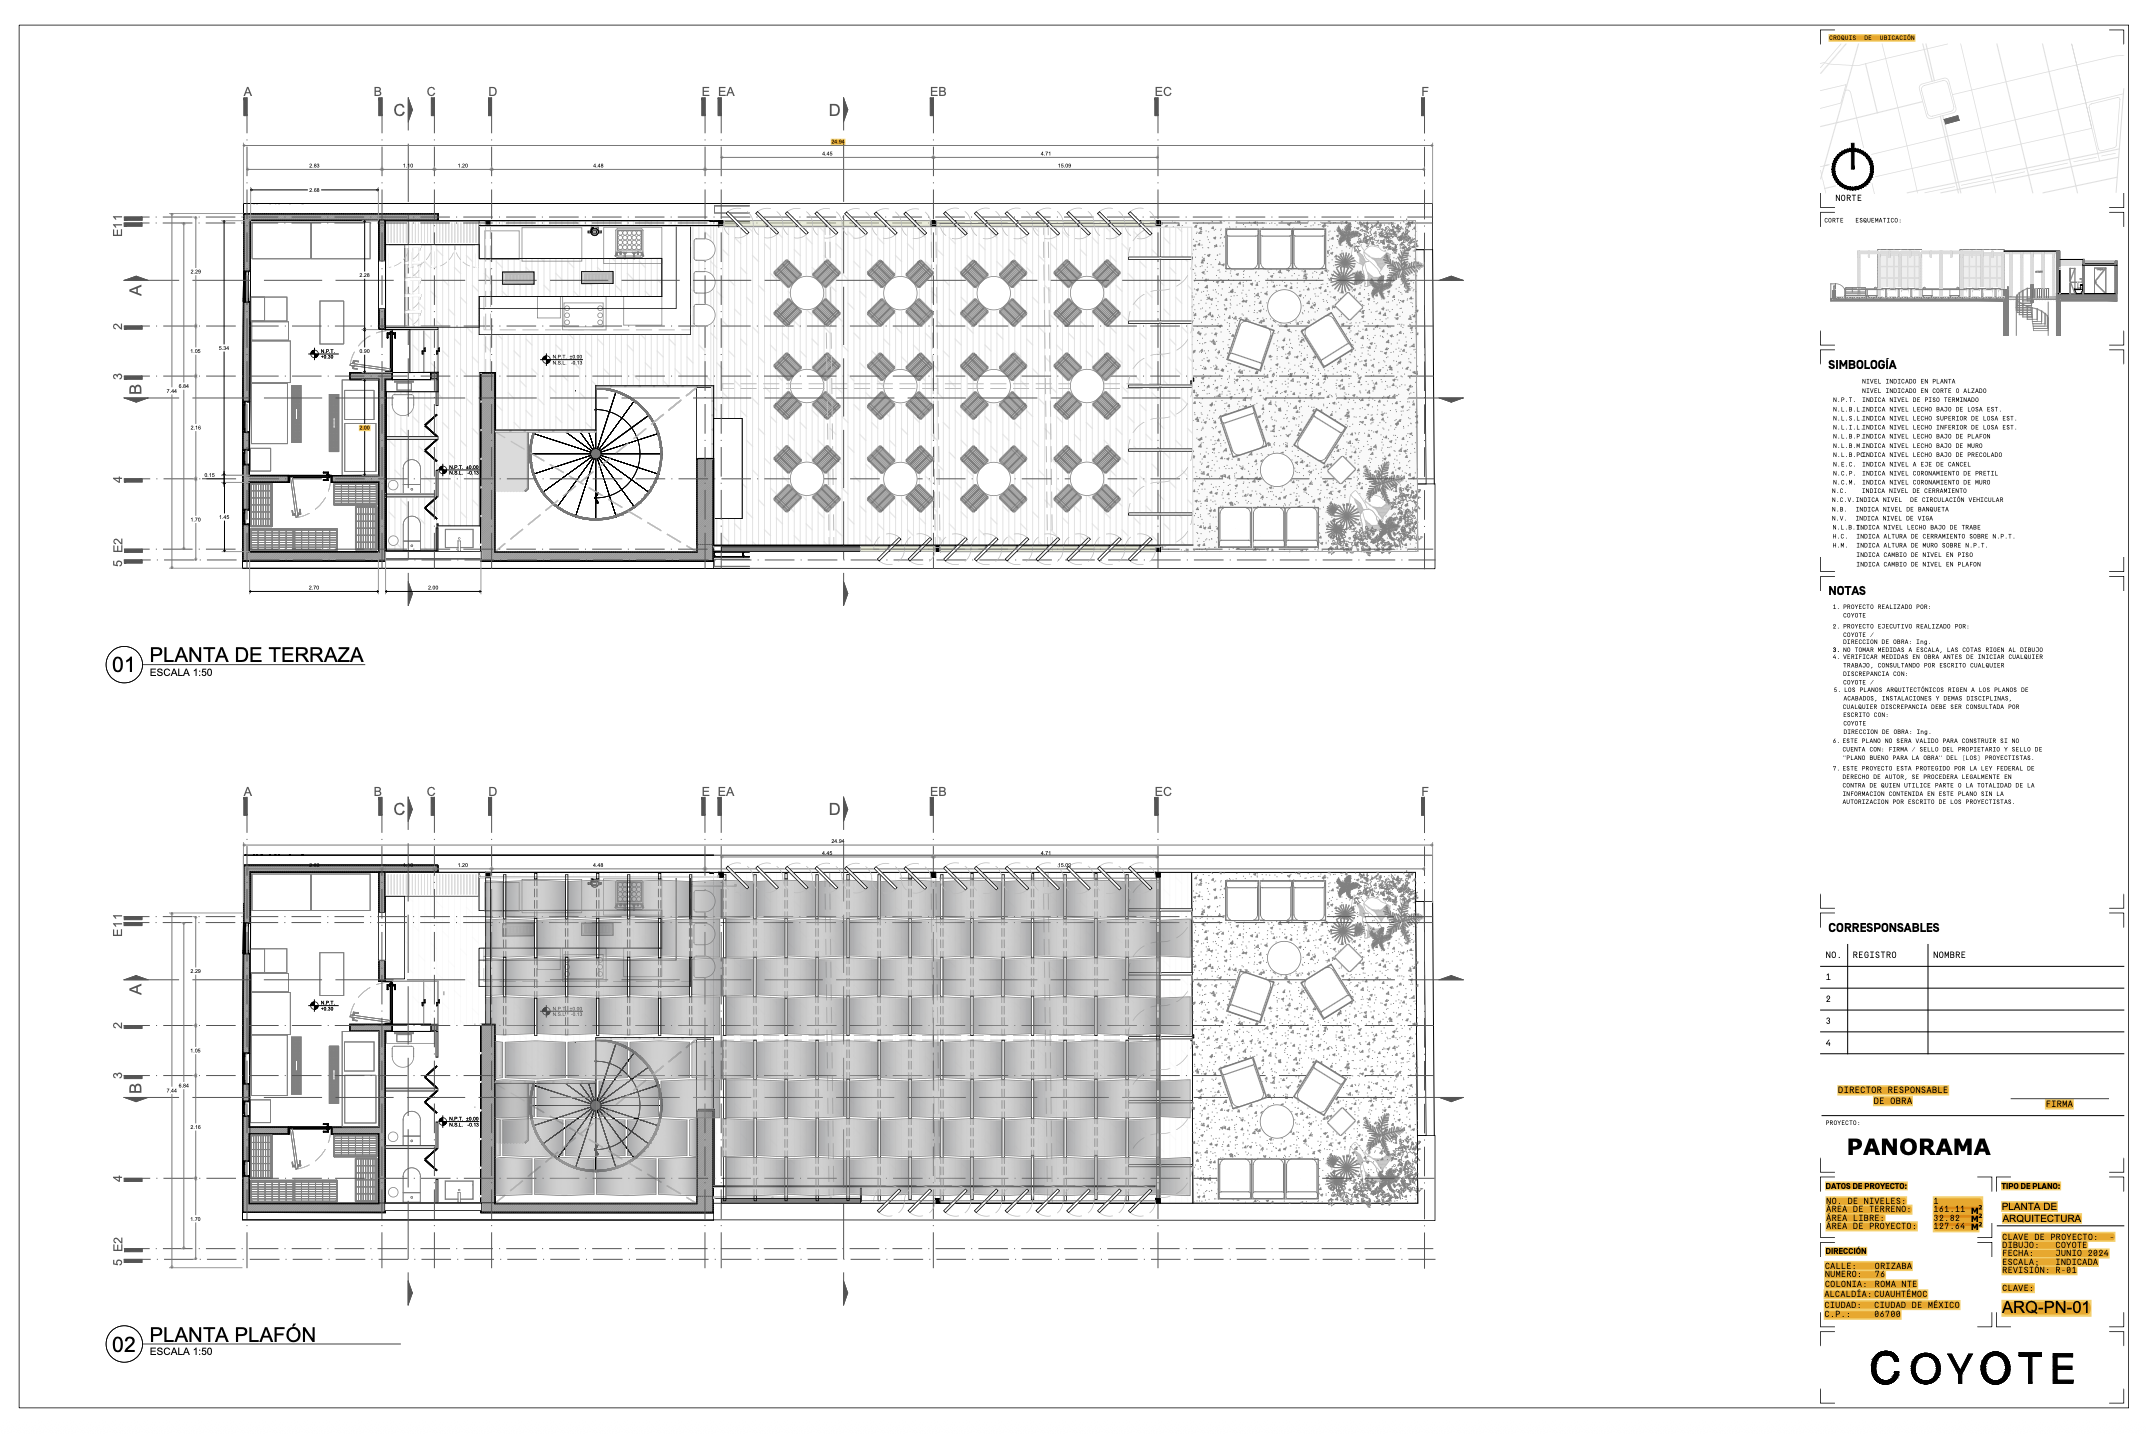 A B C C D E EA D EB EC F
24.94
4.45 4.71
2.83 1.10 1.20 4.48 15.09
2.68
E1 1
2.29
2.28
A
2
N.P.T. +0.30
N.P.T. ±0.00
N.S.L. -0.13
1.05 5.34 0.90
3
7.44 6.84
B
2.16 2.00
N.P.T. ±0.00
N.S.L. -0.13
0.15
4
1.70 1.45
E2
5
2.70 2.00
01 PLANTA DE TERRAZA
ESCALA 1:50
A B C C D E EA D EB EC F
24.94
4.45 4.71
1.20 4.48 15.09
E1 1
2.29
A
N.P.T. +0.30
N.P.T. ±0.00
N.S.L. -0.13
2
1.05
3
7.44 6.84
B
N.P.T. ±0.00
N.S.L. -0.13
2.16
4
1.70
E2
5
02 PLANTA PLAFÓN
ESCALA 1:50
CROQUIS DE UBICACIÓN
NORTE
CORTE ESQUEMATICO:
SIMBOLOGÍA
NIVEL INDICADO EN PLANTA
NIVEL INDICADO EN CORTE O ALZADO
N.P.T. INDICA NIVEL DE PISO TERMINADO
N.L.B.L INDICA NIVEL LECHO BAJO DE LOSA EST.
N.L.S.L INDICA NIVEL LECHO SUPERIOR DE LOSA EST.
N.L.I.L INDICA NIVEL LECHO INFERIOR DE LOSA EST.
N.L.B.P INDICA NIVEL LECHO BAJO DE PLAFON
N.L.B.M INDICA NIVEL LECHO BAJO DE MURO
N.L.B.PC INDICA NIVEL LECHO BAJO DE PRECOLADO
N.E.C. INDICA NIVEL A EJE DE CANCEL
N.C.P. INDICA NIVEL CORONAMIENTO DE PRETIL
N.C.M. INDICA NIVEL CORONAMIENTO DE MURO
N.C. INDICA NIVEL DE CERRAMIENTO
N.C.V. INDICA NIVEL DE CIRCULACIÓN VEHICULAR
N.B. INDICA NIVEL DE BANQUETA
N.V. INDICA NIVEL DE VIGA
N.L.B.T INDICA NIVEL LECHO BAJO DE TRABE
H.C. INDICA ALTURA DE CERRAMIENTO SOBRE N.P.T.
H.M. INDICA ALTURA DE MURO SOBRE N.P.T.
INDICA CAMBIO DE NIVEL EN PISO
INDICA CAMBIO DE NIVEL EN PLAFON
NOTAS
1. PROYECTO REALIZADO POR:
COYOTE
2. PROYECTO EJECUTIVO REALIZADO POR:
COYOTE /
DIRECCION DE OBRA: Ing.
3. NO TOMAR MEDIDAS A ESCALA, LAS COTAS RIGEN AL DIBUJO
4. VERIFICAR MEDIDAS EN OBRA ANTES DE INICIAR CUALQUIER
TRABAJO, CONSULTANDO POR ESCRITO CUALQUIER
DISCREPANCIA CON:
COYOTE /
5. LOS PLANOS ARQUITECTÓNICOS RIGEN A LOS PLANOS DE
ACABADOS, INSTALACIONES Y DEMAS DISCIPLINAS,
CUALQUIER DISCREPANCIA DEBE SER CONSULTADA POR
ESCRITO CON:
COYOTE
DIRECCION DE OBRA: Ing.
6. ESTE PLANO NO SERA VALIDO PARA CONSTRUIR SI NO
CUENTA CON: FIRMA / SELLO DEL PROPIETARIO Y SELLO DE
"PLANO BUENO PARA LA OBRA" DEL (LOS) PROYECTISTAS.
7. ESTE PROYECTO ESTA PROTEGIDO POR LA LEY FEDERAL DE
DERECHO DE AUTOR, SE PROCEDERA LEGALMENTE EN
CONTRA DE QUIEN UTILICE PARTE O LA TOTALIDAD DE LA
INFORMACION CONTENIDA EN ESTE PLANO SIN LA
AUTORIZACION POR ESCRITO DE LOS PROYECTISTAS.
CORRESPONSABLES
NO. REGISTRO NOMBRE
1
2
3
4
DIRECTOR RESPONSABLE
DE OBRA
FIRMA
PROYECTO:
PANORAMA
DATOS DE PROYECTO:
NO. DE NIVELES: 1
ÁREA DE TERRENO: 161.11 M²
ÁREA LIBRE: 32.82 M²
ÁREA DE PROYECTO: 127.64 M²
TIPO DE PLANO:
PLANTA DE
ARQUITECTURA
CLAVE DE PROYECTO: -
DIBUJO: COYOTE
FECHA: JUNIO 2024
ESCALA: INDICADA
REVISIÓN: R-01
CLAVE:
ARQ-PN-01
DIRECCIÓN
CALLE: ORIZABA
NUMERO: 76
COLONIA: ROMA NTE
ALCALDÍA: CUAUHTÉMOC
CIUDAD: CIUDAD DE MÉXICO
C.P.: 06700
COYOTE